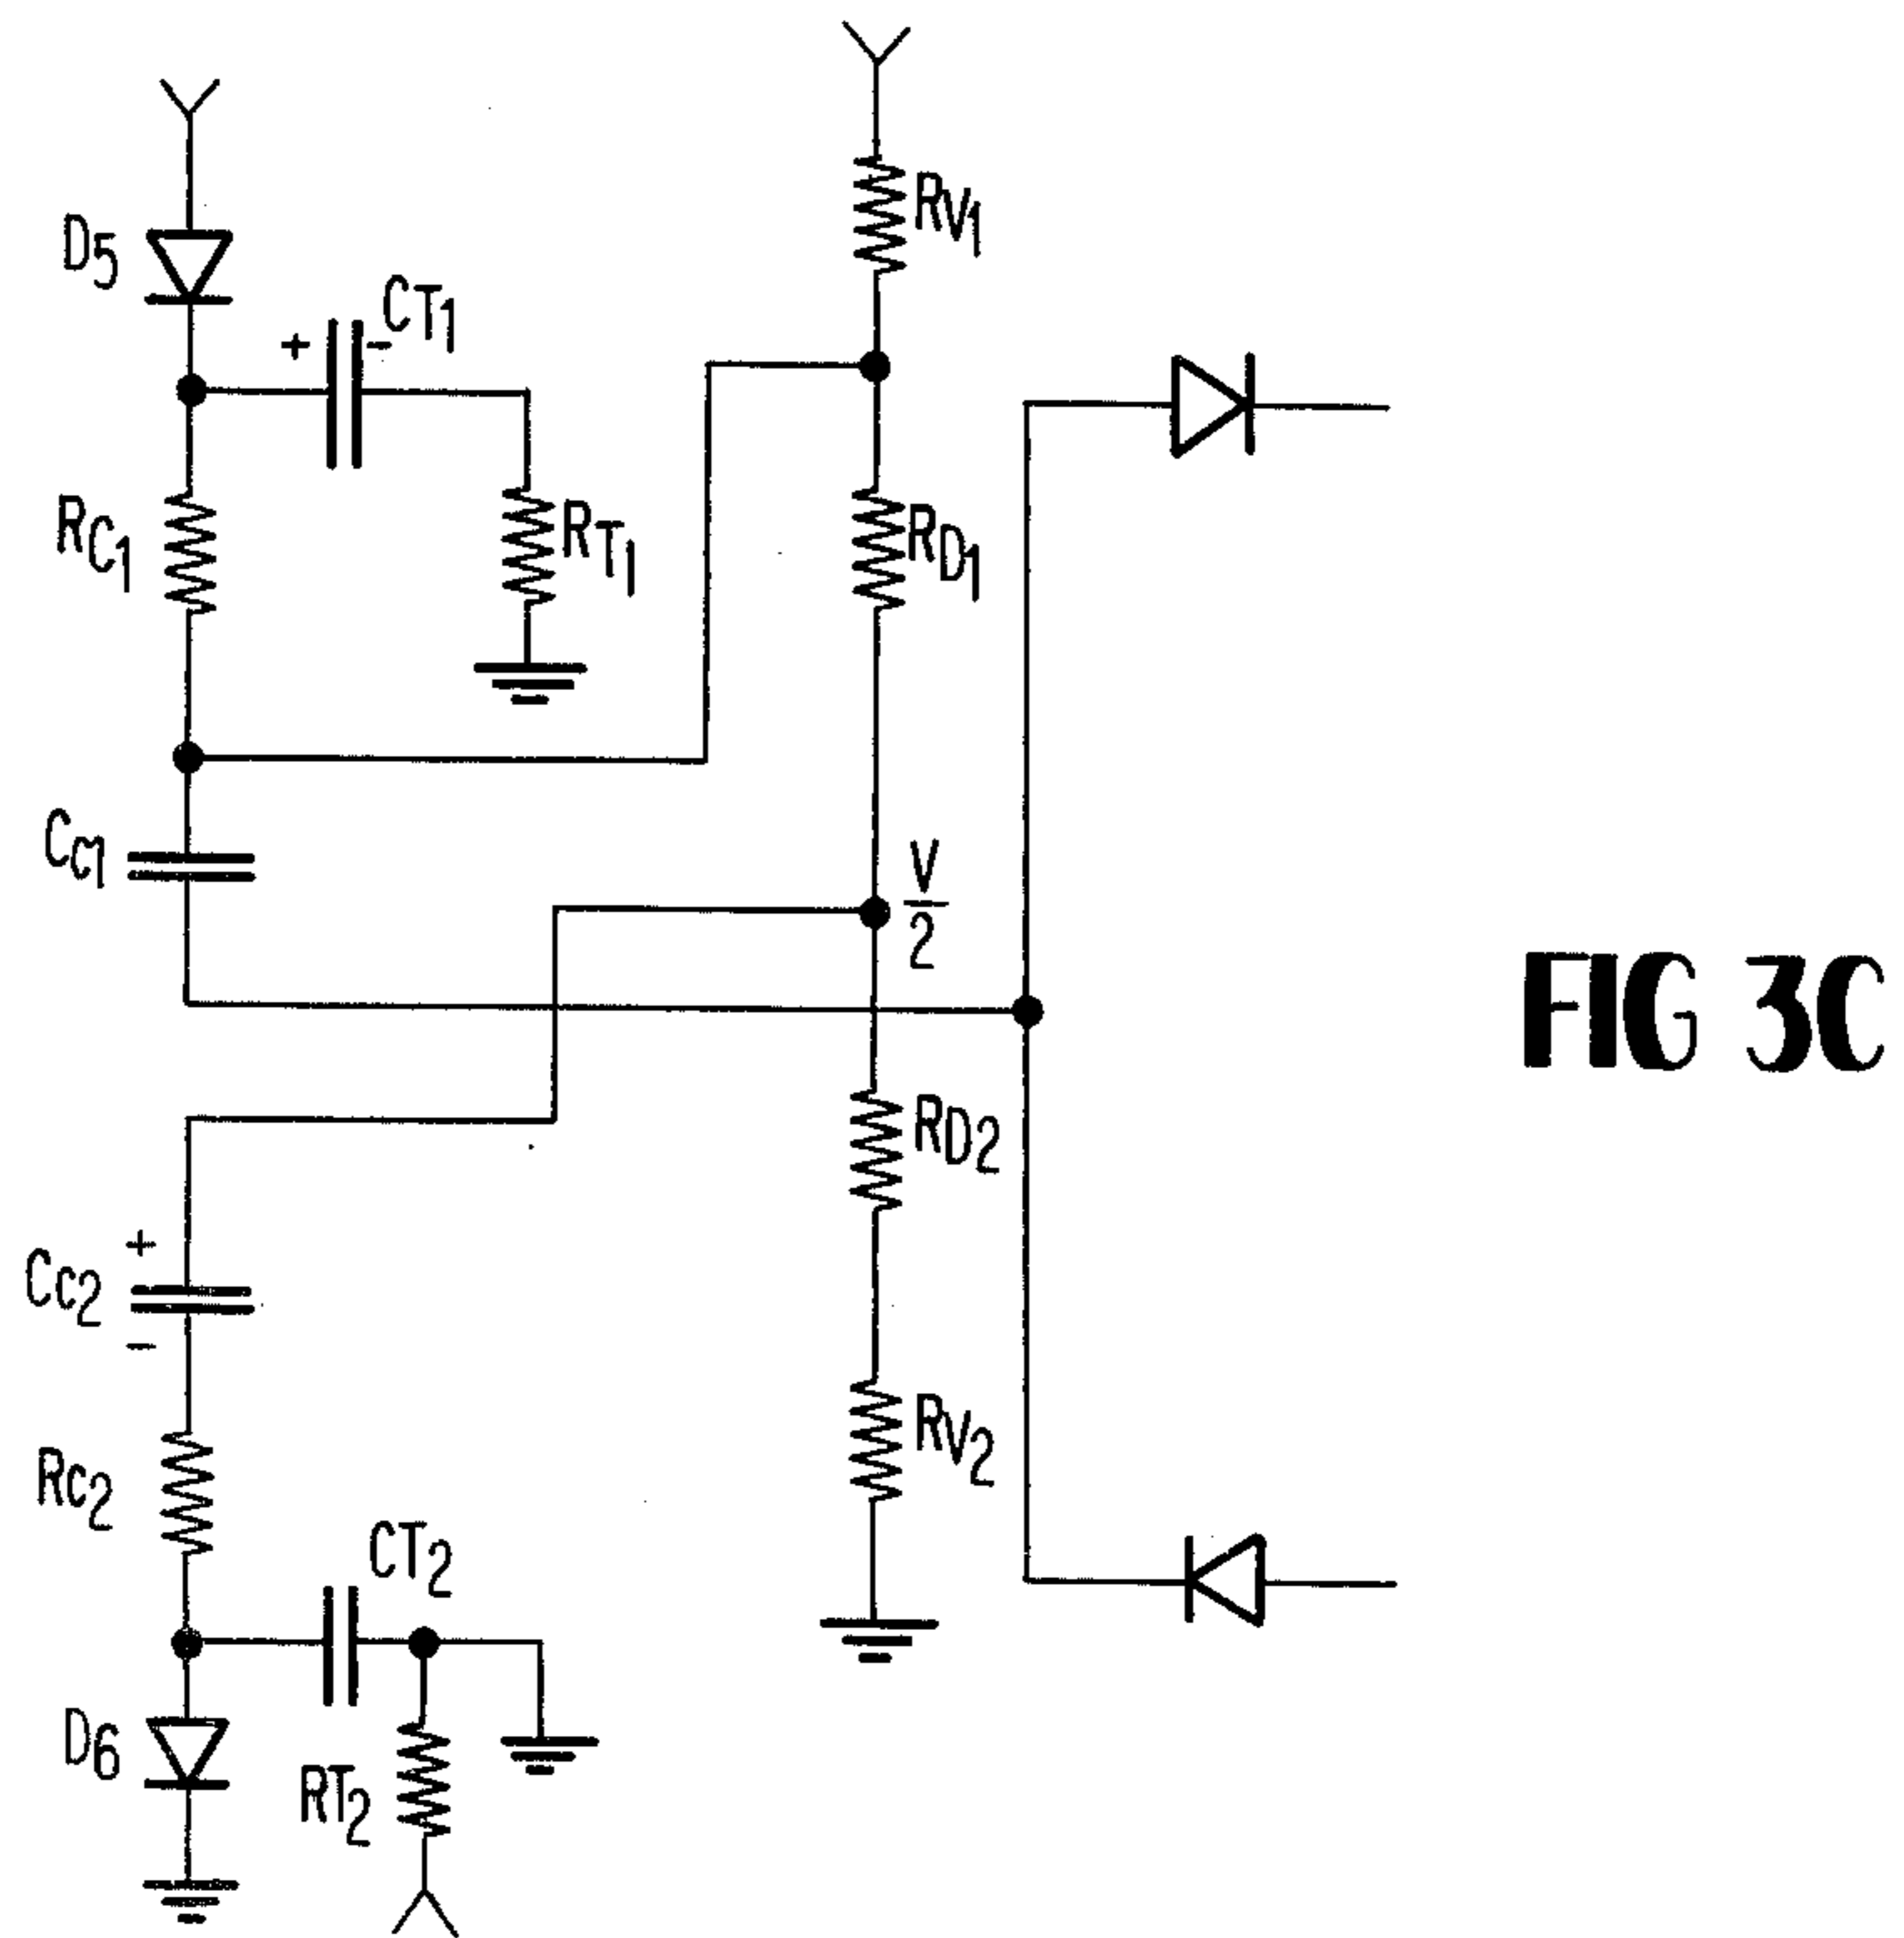 RV1
D5
CT1
+ -
RC1
RT1
RD1
CC1
V
2
FIG 3C
RD2
+
CC2
-
RV2
RC2
CT2
D6
RT2